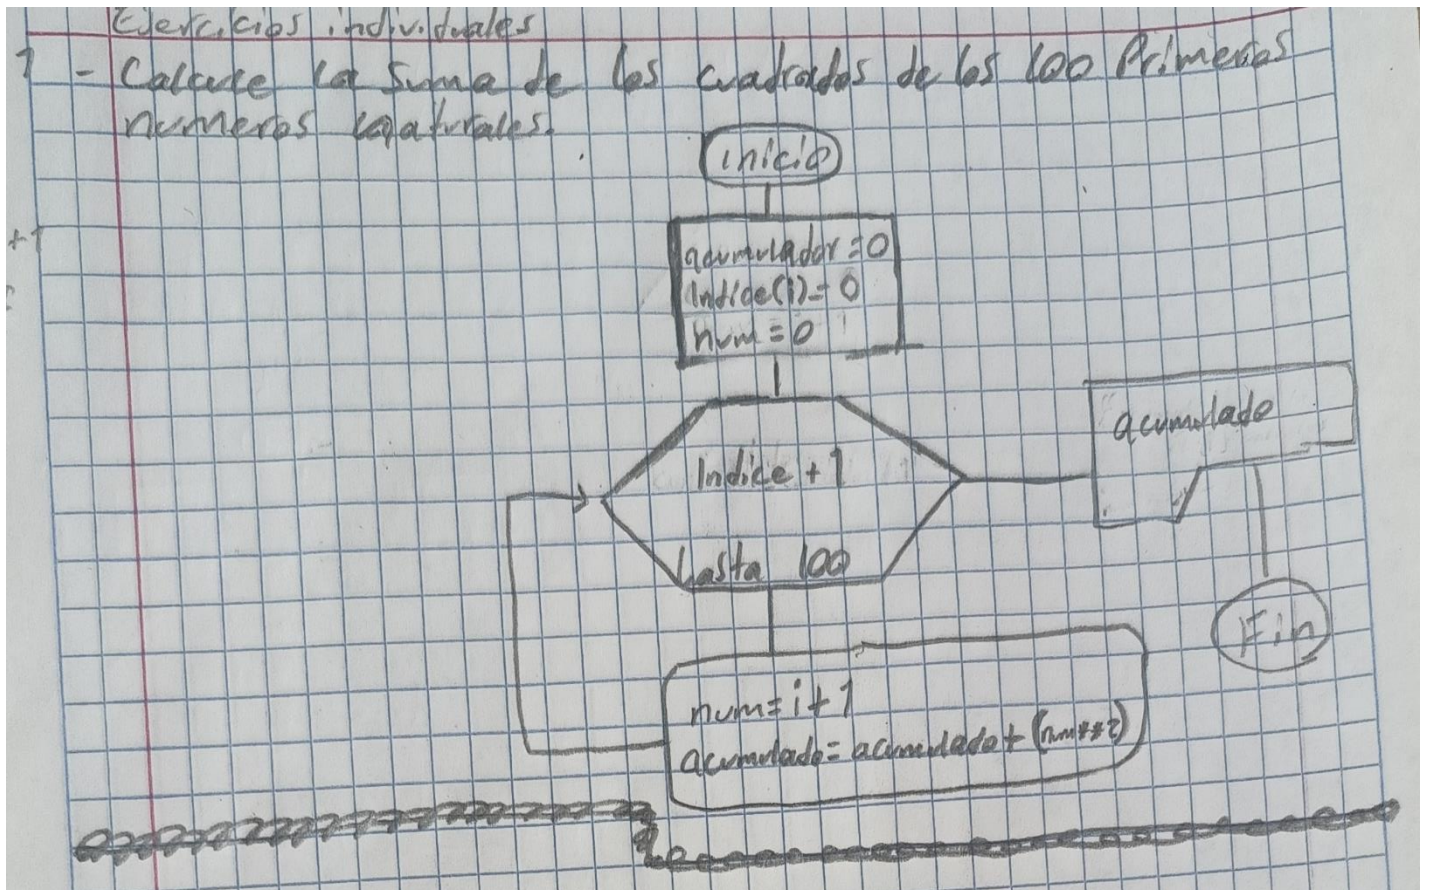 Ejercicios individuales
1 - Calcule la suma de los cuadrados de los 100 Primeros
numeros naturales.
inicio
+1
acumulador = 0
Indice(i) = 0
num = 0
Indice + 1
hasta 100
acumulado
Fin
num = i + 1
acumulado = acumulado + (num**2)